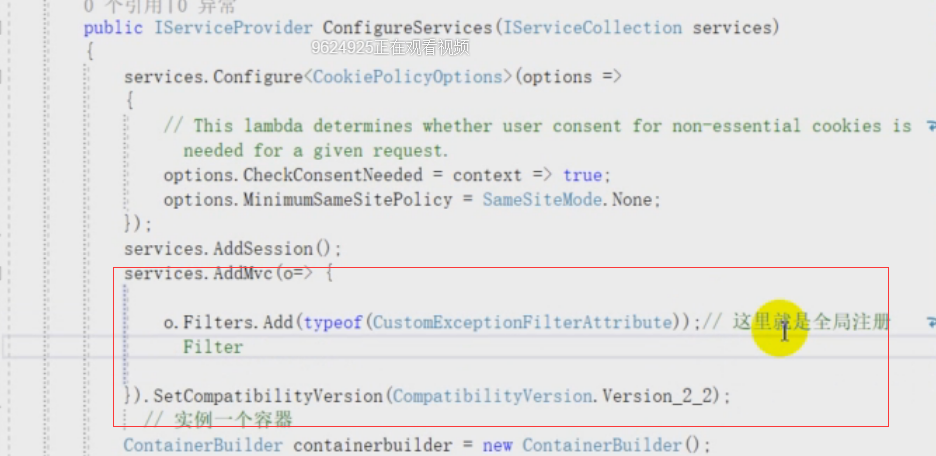 0 个引用|0 异常
public IServiceProvider ConfigureServices(IServiceCollection services)
9624925正在观看视频
{
services.Configure<CookiePolicyOptions>(options =>
{
// This lambda determines whether user consent for non-essential cookies is
needed for a given request.
options.CheckConsentNeeded = context => true;
options.MinimumSameSitePolicy = SameSiteMode.None;
});
services.AddSession();
services.AddMvc(o=> {
o.Filters.Add(typeof(CustomExceptionFilterAttribute));// 这里就是全局注册
Filter
}).SetCompatibilityVersion(CompatibilityVersion.Version_2_2);
// 实例一个容器
ContainerBuilder containerbuilder = new ContainerBuilder();